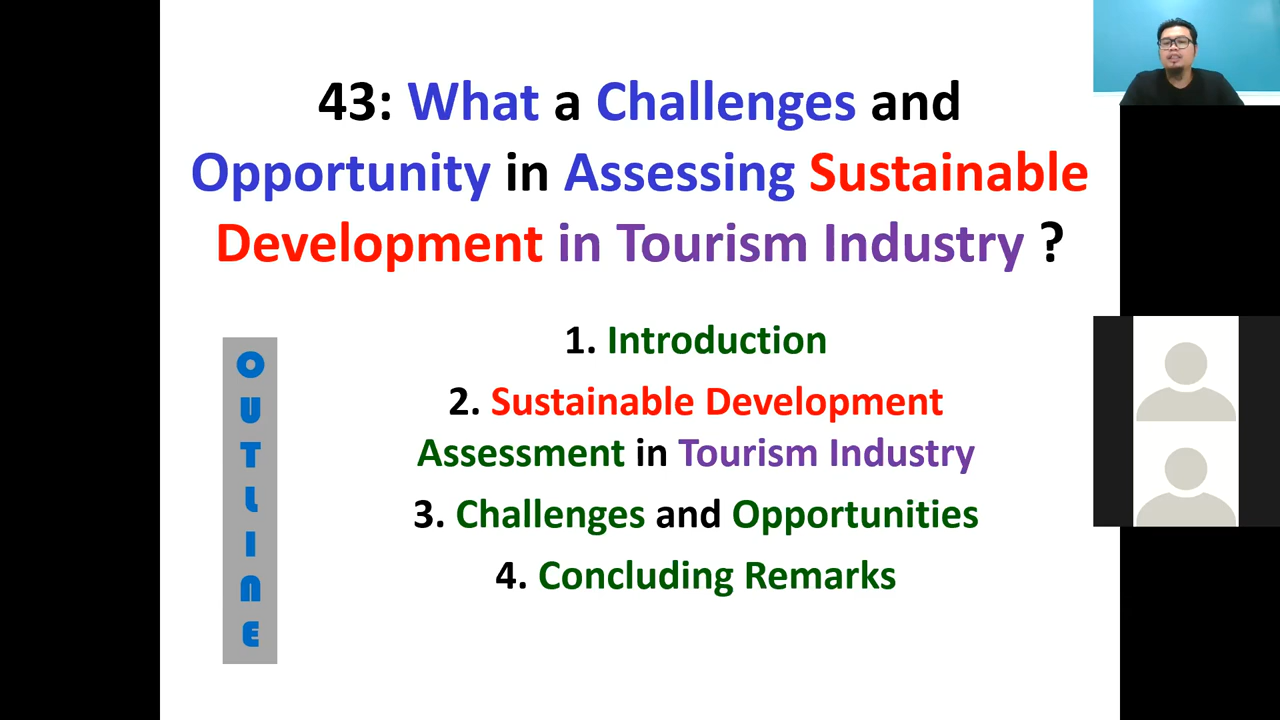 43: What a Challenges and
Opportunity in Assessing Sustainable
Development in Tourism Industry ?
OUTLINE
1. Introduction
2. Sustainable Development
Assessment in Tourism Industry
3. Challenges and Opportunities
4. Concluding Remarks